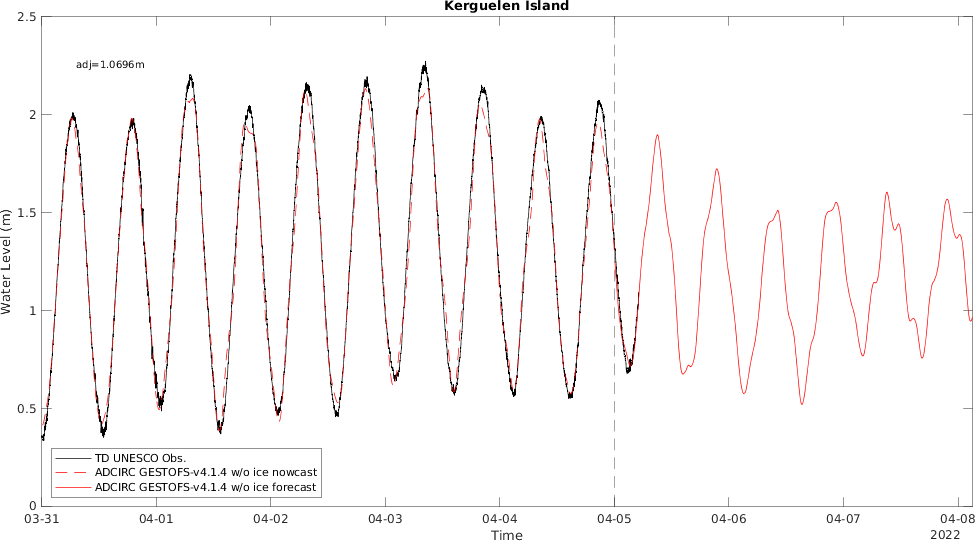 Kerguelen Island
2.5
adj=1.0696m
2
1.5
Water Level (m)
1
0.5
TD UNESCO Obs.
ADCIRC GESTOFS-v4.1.4 w/o ice nowcast
ADCIRC GESTOFS-v4.1.4 w/o ice forecast
0
03-31 04-01 04-02 04-03 04-04 04-05 04-06 04-07 04-08
Time
2022